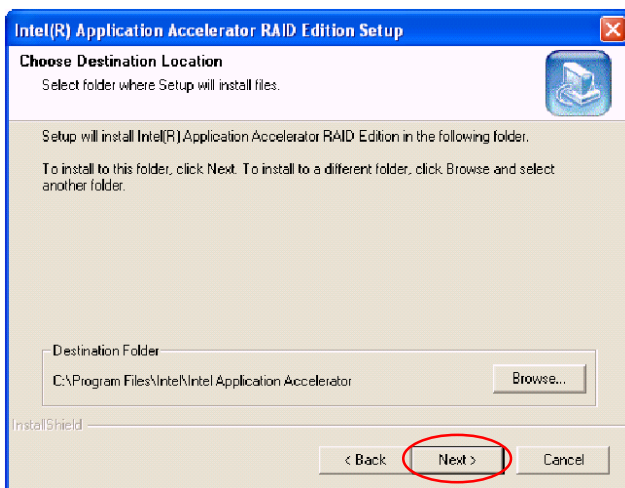 Intel(R) Application Accelerator RAID Edition Setup
Choose Destination Location
Select folder where Setup will install files.
Setup will install Intel(R) Application Accelerator RAID Edition in the following folder.
To install to this folder, click Next. To install to a different folder, click Browse and select
another folder.
Destination Folder
C:\Program Files\Intel\Intel Application Accelerator
Browse...
InstallShield
< Back
Next >
Cancel